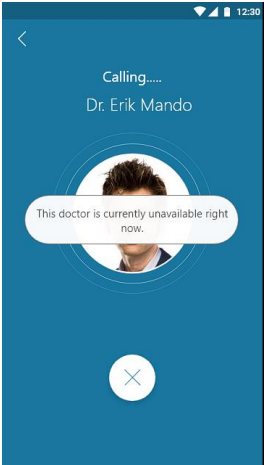 12:30
Calling.....
Dr. Erik Mando
This doctor is currently unavailable right
now.